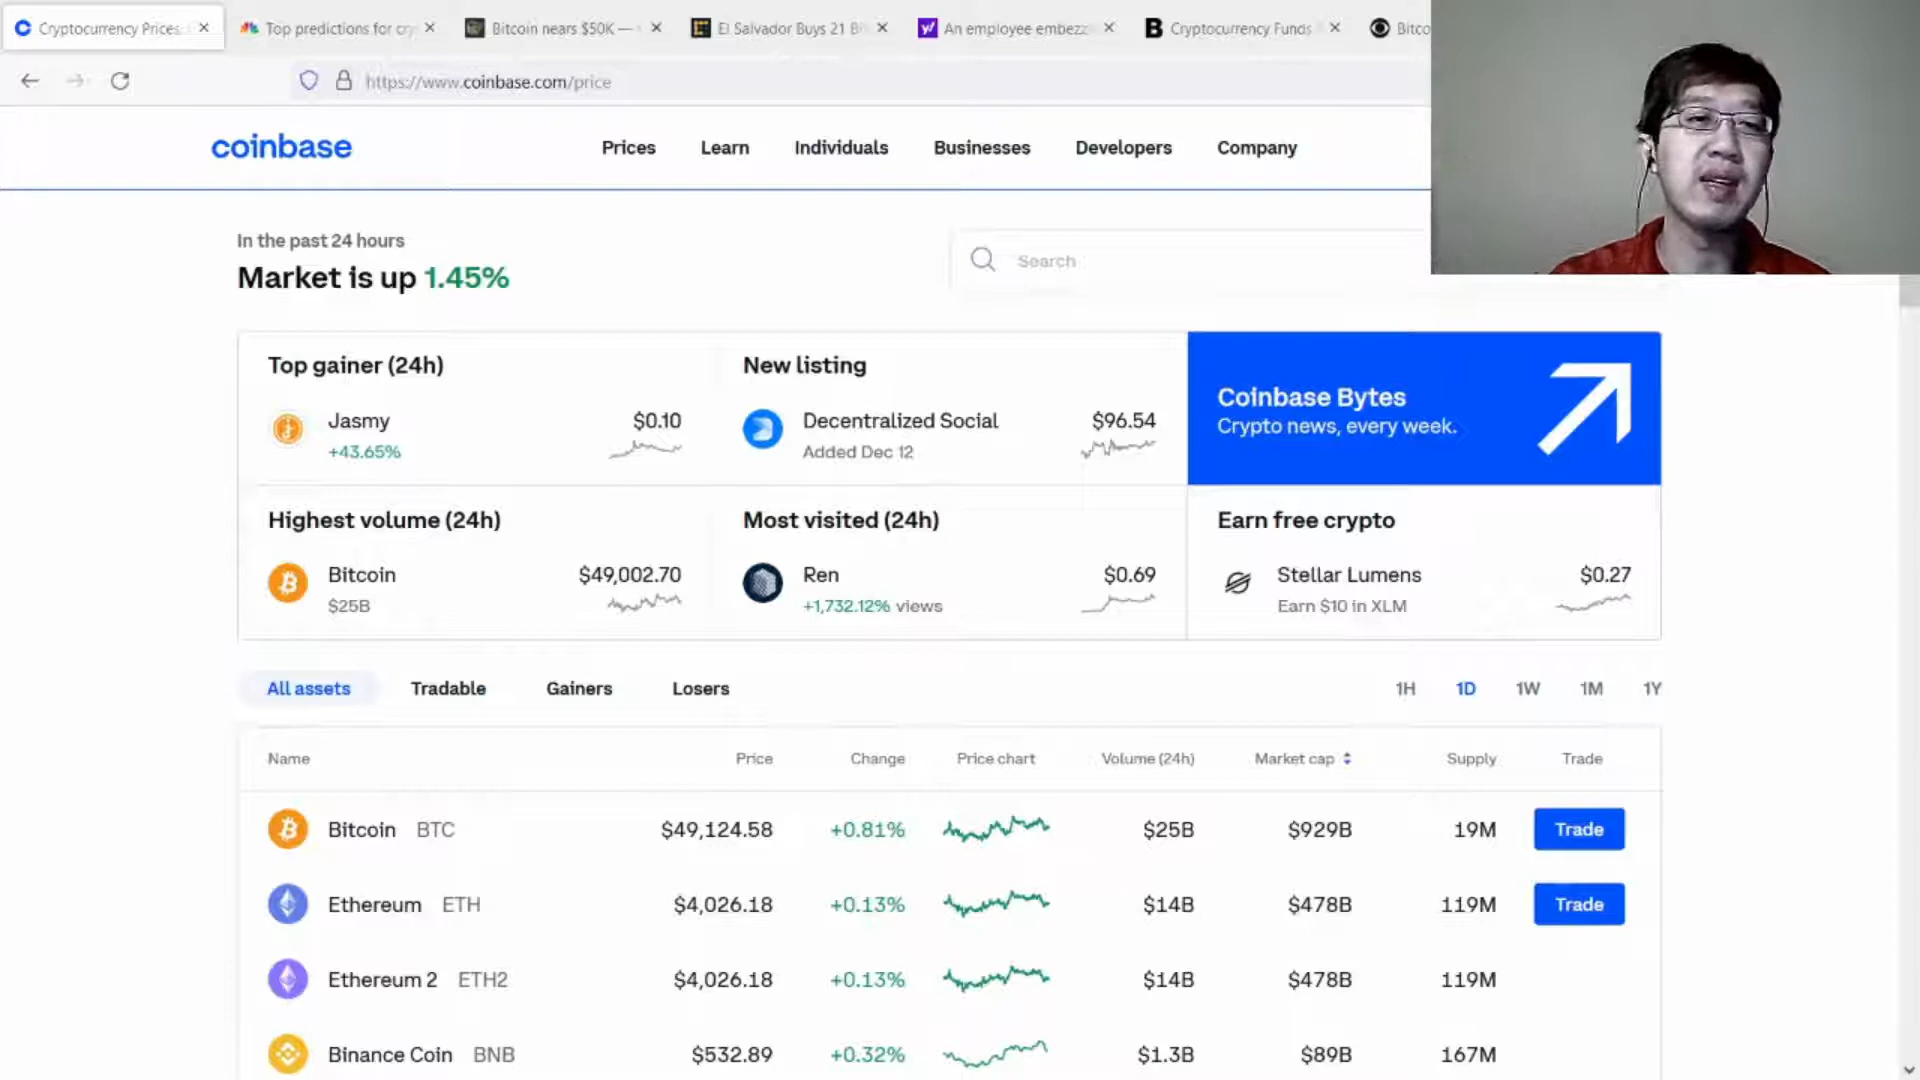 Cryptocurrency Prices,
Top predictions for cry
Bitcoin nears $50K —
El Salvador Buys 21 Bi
An employee embezz
Cryptocurrency Funds
Bitco
https://www.coinbase.com/price
coinbase
Prices
Learn
Individuals
Businesses
Developers
Company
In the past 24 hours
Market is up 1.45%
Search
Top gainer (24h)
Jasmy
$0.10
+43.65%
New listing
Decentralized Social
$96.54
Added Dec 12
Coinbase Bytes
Crypto news, every week.
Highest volume (24h)
Bitcoin
$49,002.70
$25B
Most visited (24h)
Ren
$0.69
+1,732.12% views
Earn free crypto
Stellar Lumens
$0.27
Earn $10 in XLM
All assets
Tradable
Gainers
Losers
1H
1D
1W
1M
1Y
Name Price Change Price chart Volume (24h) Market cap Supply Trade
Bitcoin BTC $49,124.58 +0.81% $25B $929B 19M Trade
Ethereum ETH $4,026.18 +0.13% $14B $478B 119M Trade
Ethereum 2 ETH2 $4,026.18 +0.13% $14B $478B 119M
Binance Coin BNB $532.89 +0.32% $1.3B $89B 167M